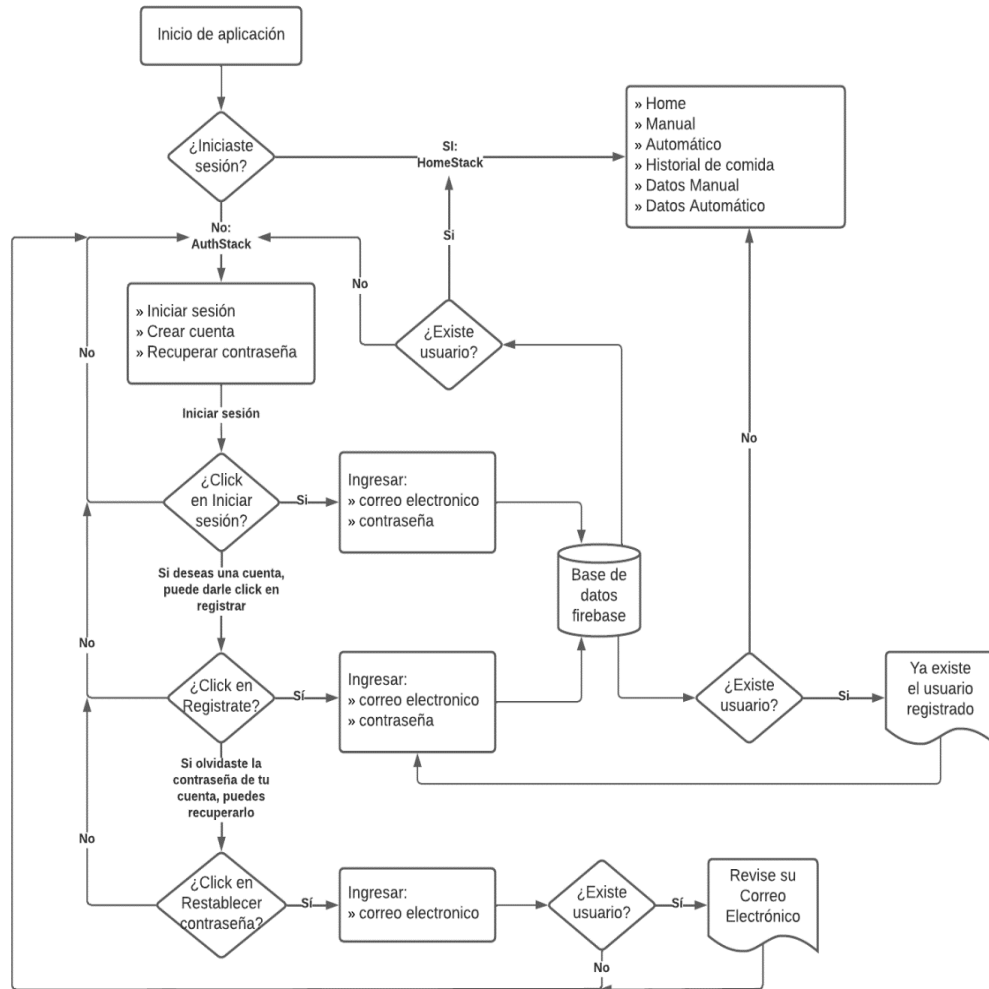 Inicio de aplicación
¿Iniciaste
sesión?
SI:
HomeStack
» Home
» Manual
» Automático
» Historial de comida
» Datos Manual
» Datos Automático
No:
AuthStack
» Iniciar sesión
» Crear cuenta
» Recuperar contraseña
No
Si
¿Existe
usuario?
No
Iniciar sesión
¿Click
en Iniciar
sesión?
Si
Ingresar:
» correo electronico
» contraseña
No
Si deseas una cuenta,
puede darle click en
registrar
Base de
datos
firebase
No
¿Click en
Registrate?
Sí
Ingresar:
» correo electronico
» contraseña
¿Existe
usuario?
Si
Ya existe
el usuario
registrado
Si olvidaste la
contraseña de tu
cuenta, puedes
recuperarlo
No
¿Click en
Restablecer
contraseña?
Sí
Ingresar:
» correo electronico
¿Existe
usuario?
Sí
Revise su
Correo
Electrónico
No